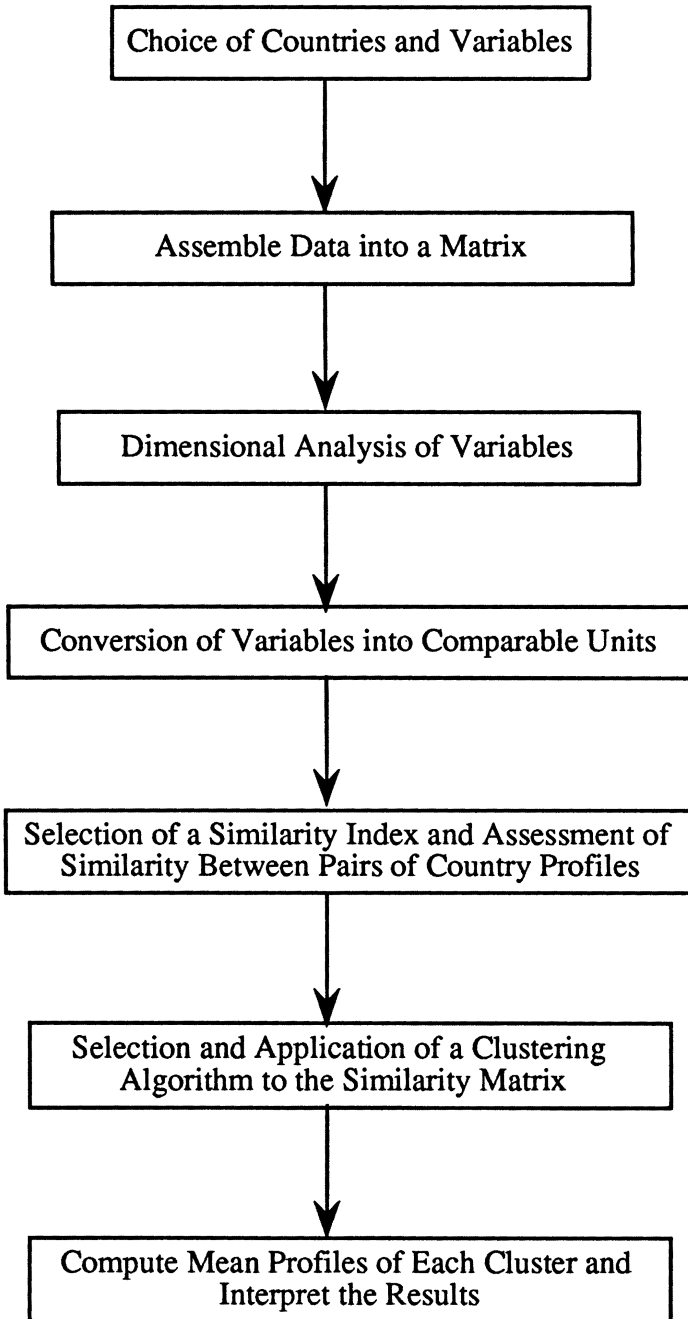 Choice of Countries and Variables
Assemble Data into a Matrix
Dimensional Analysis of Variables
Conversion of Variables into Comparable Units
Selection of a Similarity Index and Assessment of
Similarity Between Pairs of Country Profiles
Selection and Application of a Clustering
Algorithm to the Similarity Matrix
Compute Mean Profiles of Each Cluster and
Interpret the Results